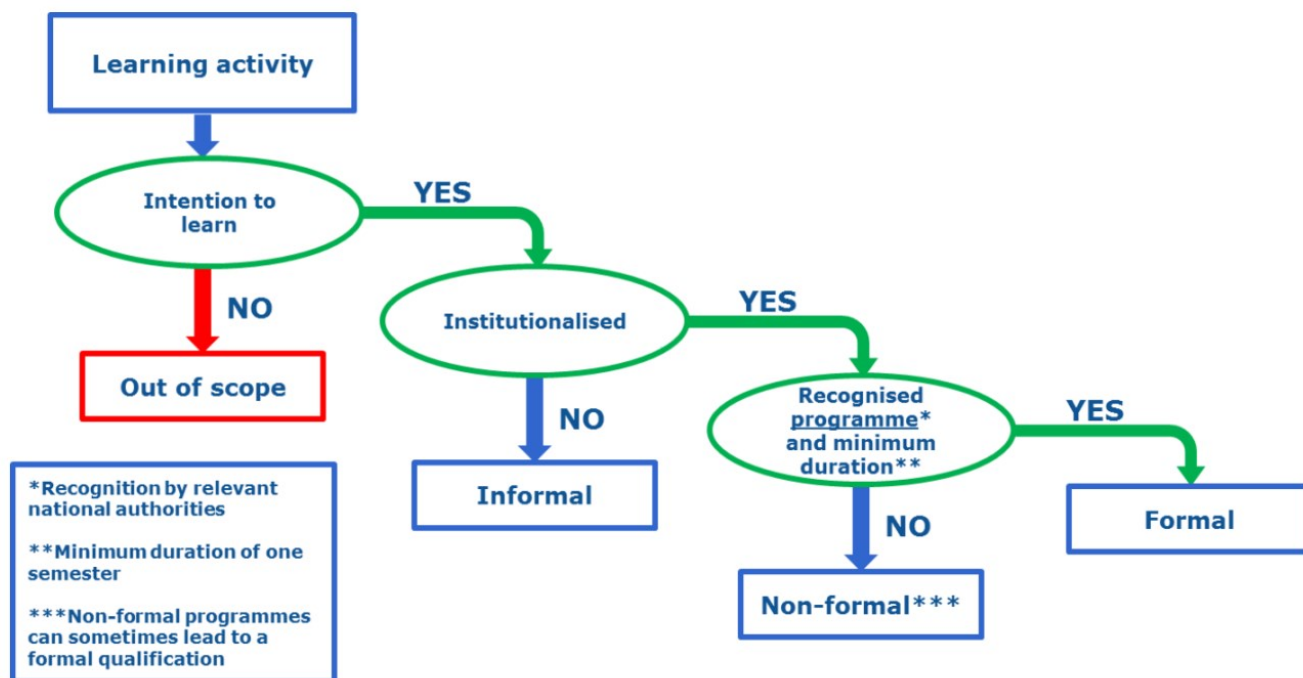 Learning activity
Intention to
learn
YES
NO
Out of scope
Institutionalised
YES
NO
Informal
Recognised
programme*
and minimum
duration**
YES
Formal
NO
Non-formal***
*Recognition by relevant
national authorities
**Minimum duration of one
semester
***Non-formal programmes
can sometimes lead to a
formal qualification